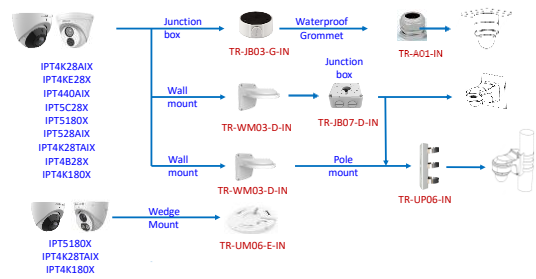 Junction
box
TR-JB03-G-IN
Waterproof
Grommet
TR-A01-IN
IPT4K28AIX
IPT4KE28X
IPT440AIX
IPT5C28X
IPT5180X
IPT528AIX
IPT4K28TAIX
IPT4B28X
IPT4K180X
Wall
mount
TR-WM03-D-IN
Junction
box
TR-JB07-D-IN
Wall
mount
TR-WM03-D-IN
Pole
mount
TR-UP06-IN
Wedge
Mount
TR-UM06-E-IN
IPT5180X
IPT4K28TAIX
IPT4K180X